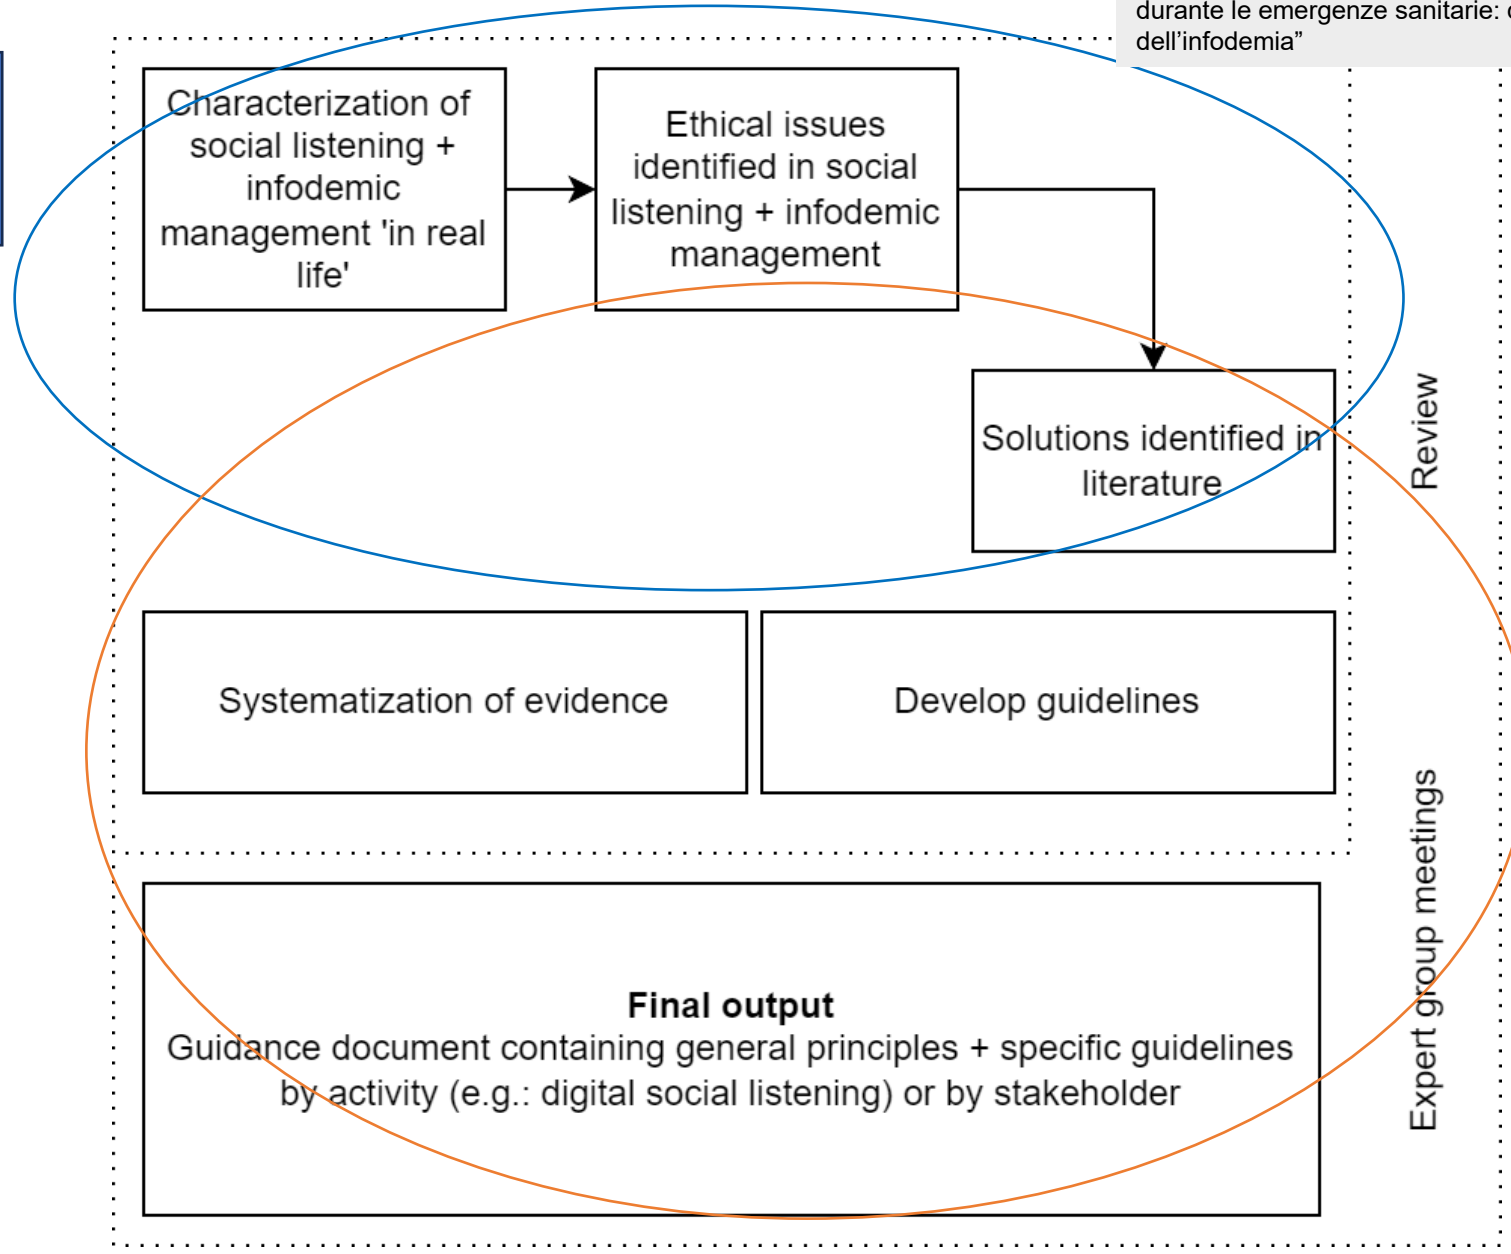 durante le emergenze sanitarie:
dell’infodemia”
Characterization of
social listening +
infodemic
management 'in real
life'
Ethical issues
identified in social
listening + infodemic
management
Solutions identified in
literature
Review
Systematization of evidence
Develop guidelines
Expert group meetings
Final output
Guidance document containing general principles + specific guidelines
by activity (e.g.: digital social listening) or by stakeholder